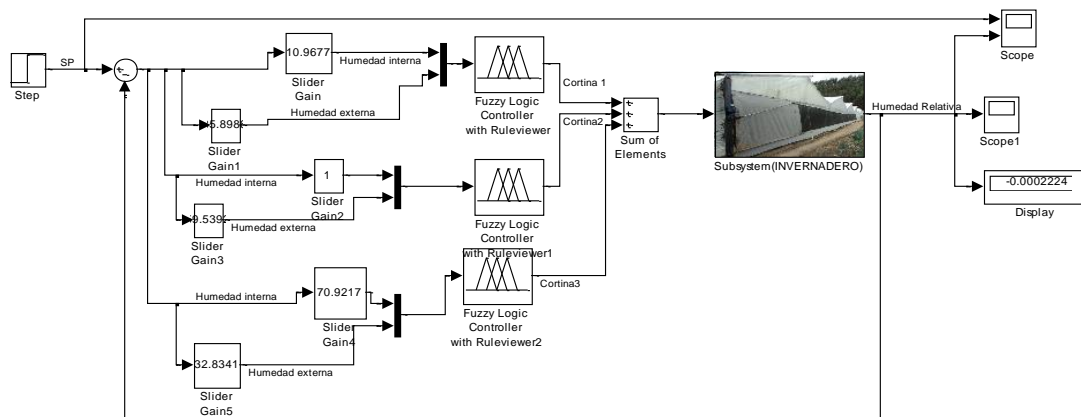 SP
Step
10.9677
Slider
Gain
Humedad interna
Humedad externa
Slider
Gain1
Fuzzy Logic
Controller
with Ruleviewer
Cortina 1
Cortina2
Sum of
Elements
Subsystem(INVERNADERO)
Humedad Relativa
Scope
Scope1
-0.0002224
Display
Humedad interna
1
Slider
Gain2
Humedad externa
Slider
Gain3
Fuzzy Logic
Controller
with Ruleviewer1
Humedad interna
70.9217
Slider
Gain4
Cortina3
Fuzzy Logic
Controller
with Ruleviewer2
32.8341
Humedad externa
Slider
Gain5